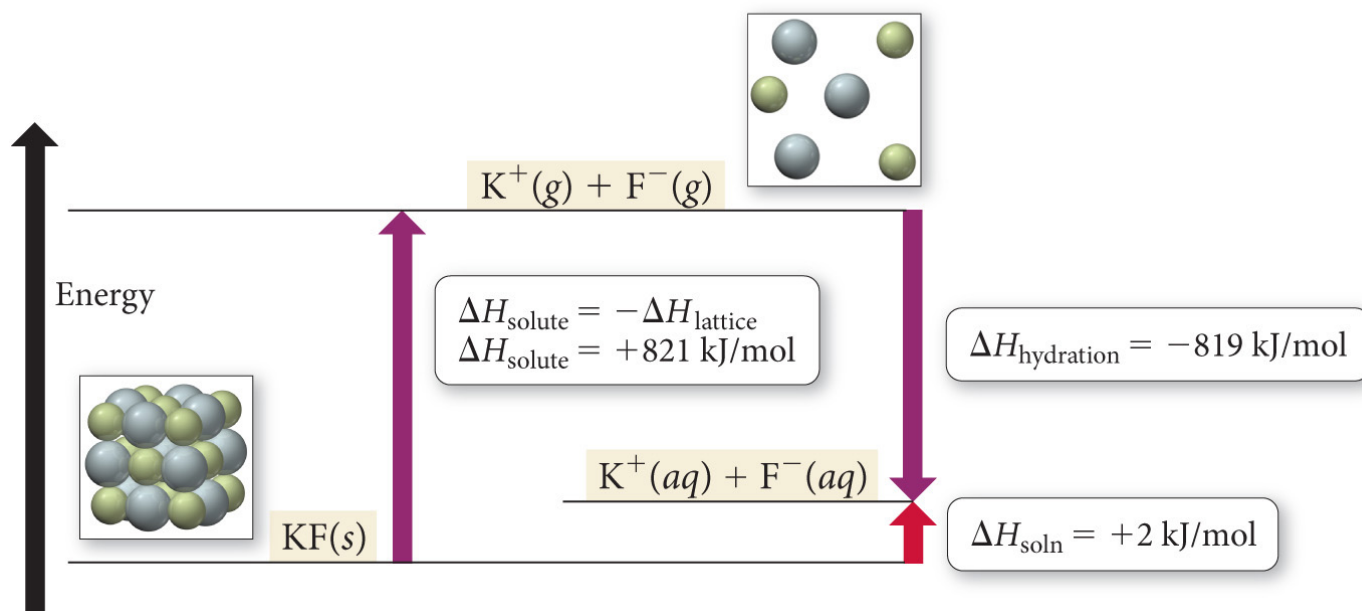 K⁺(g) + F⁻(g)
Energy
ΔH_solute = −ΔH_lattice
ΔH_solute = +821 kJ/mol
ΔH_hydration = −819 kJ/mol
K⁺(aq) + F⁻(aq)
KF(s)
ΔH_soln = +2 kJ/mol